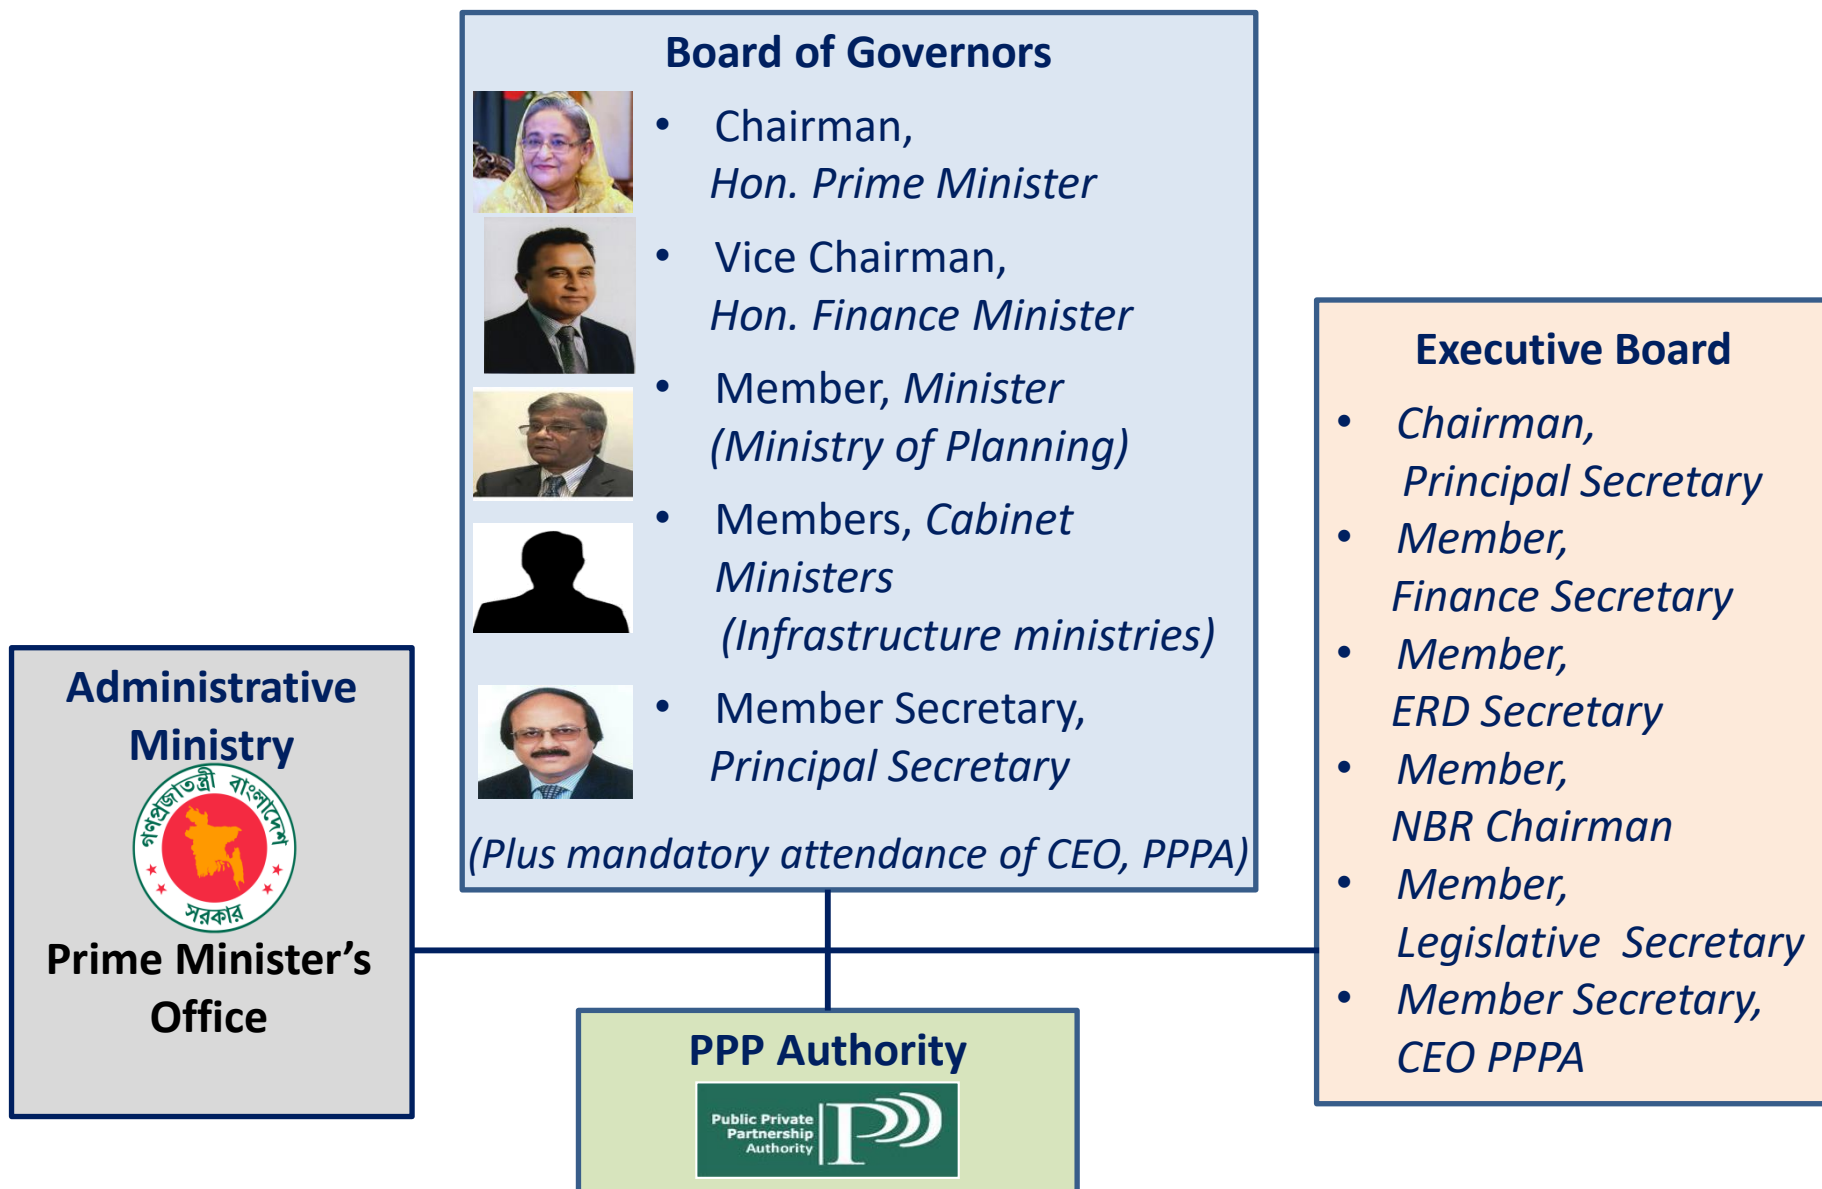 Board of Governors
• Chairman,
Hon. Prime Minister
• Vice Chairman,
Hon. Finance Minister
• Member, Minister
(Ministry of Planning)
• Members, Cabinet
Ministers
(Infrastructure ministries)
• Member Secretary,
Principal Secretary
(Plus mandatory attendance of CEO, PPPA)
Administrative
Ministry
গণপ্রজাতন্ত্রী বাংলাদেশ
সরকার
Prime Minister’s
Office
Executive Board
• Chairman,
Principal Secretary
• Member,
Finance Secretary
• Member,
ERD Secretary
• Member,
NBR Chairman
• Member,
Legislative Secretary
• Member Secretary,
CEO PPPA
PPP Authority
Public Private
Partnership
Authority